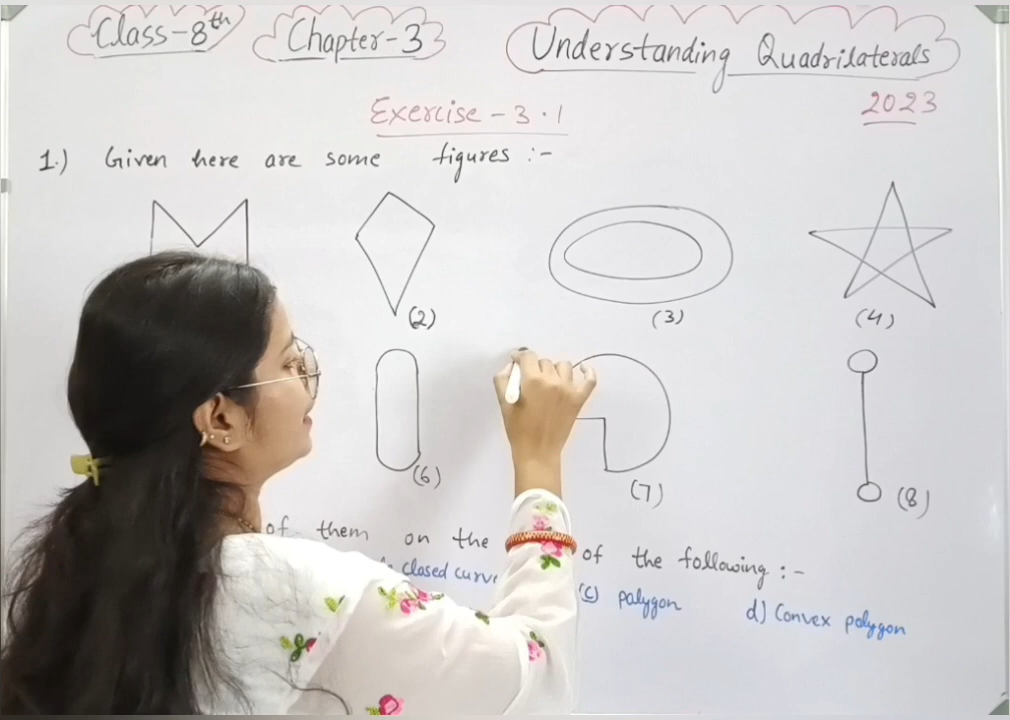 Class-8th Chapter-3 Understanding Quadrilaterals
2023
Exercise - 3.1
1.) Given here are some figures :-
(2) (3) (4)
(6) (7) (8)
of them on the of the following :-
closed curve (c) polygon d) Convex polygon